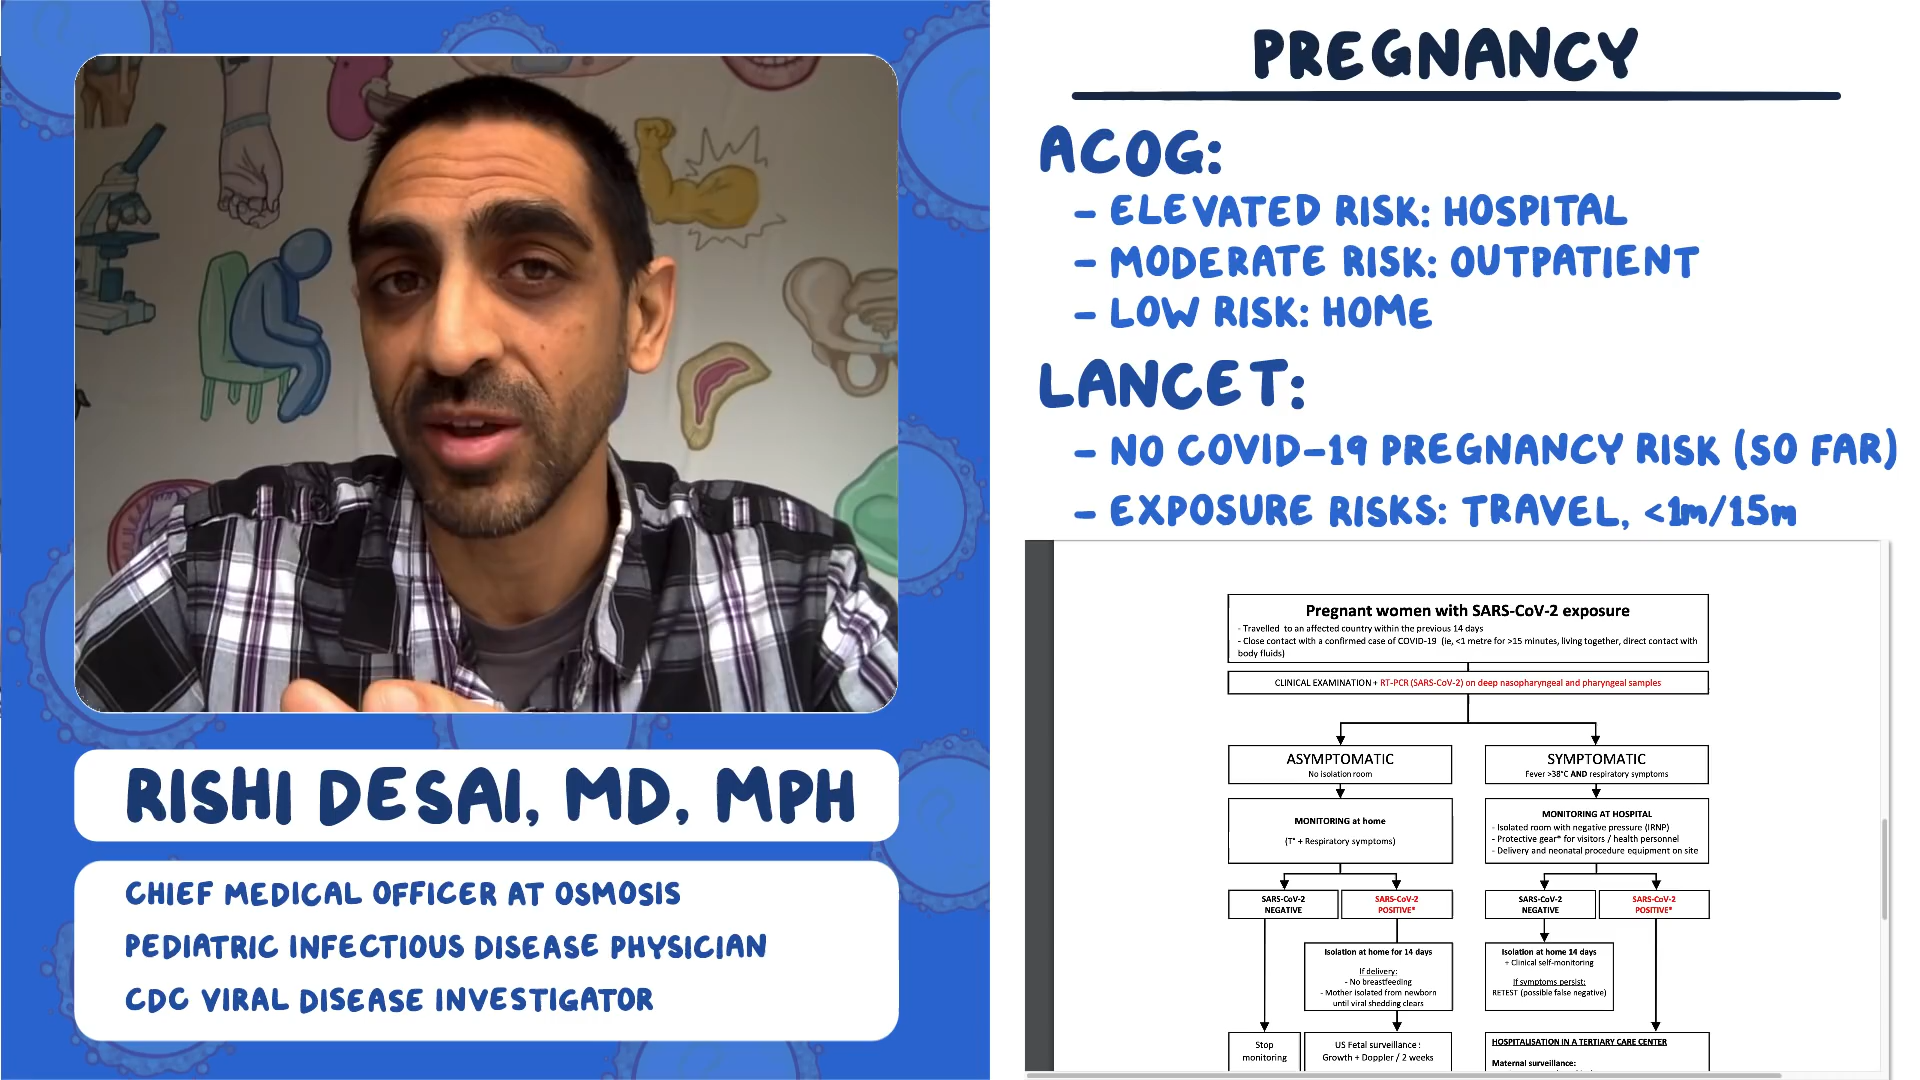 RISHI DESAI, MD, MPH
CHIEF MEDICAL OFFICER AT OSMOSIS
PEDIATRIC INFECTIOUS DISEASE PHYSICIAN
CDC VIRAL DISEASE INVESTIGATOR
PREGNANCY
ACOG:
- ELEVATED RISK: HOSPITAL
- MODERATE RISK: OUTPATIENT
- LOW RISK: HOME
LANCET:
- NO COVID-19 PREGNANCY RISK (SO FAR)
- EXPOSURE RISKS: TRAVEL, <1m/15m
Pregnant women with SARS-CoV-2 exposure
- Travelled to an affected country within the previous 14 days
- Close contact with a confirmed case of COVID-19 (ie, <1 metre for >15 minutes, living together, direct contact with
body fluids)
CLINICAL EXAMINATION + RT-PCR (SARS-CoV-2) on deep nasopharyngeal and pharyngeal samples
ASYMPTOMATIC
No isolation room
MONITORING at home
(T° + Respiratory symptoms)
SARS-CoV-2
NEGATIVE
SARS-CoV-2
POSITIVE*
Isolation at home for 14 days
If delivery:
- No breastfeeding
- Mother isolated from newborn
until viral shedding clears
Stop
monitoring
US Fetal surveillance :
Growth + Doppler / 2 weeks
SYMPTOMATIC
Fever >38°C AND respiratory symptoms
MONITORING AT HOSPITAL
- Isolated room with negative pressure (IRNP)
- Protective gear* for visitors / health personnel
- Delivery and neonatal procedure equipment on site
SARS-CoV-2
NEGATIVE
SARS-CoV-2
POSITIVE*
Isolation at home 14 days
+ Clinical self-monitoring
If symptoms persist:
RETEST (possible false negative)
HOSPITALISATION IN A TERTIARY CARE CENTER
Maternal surveillance: